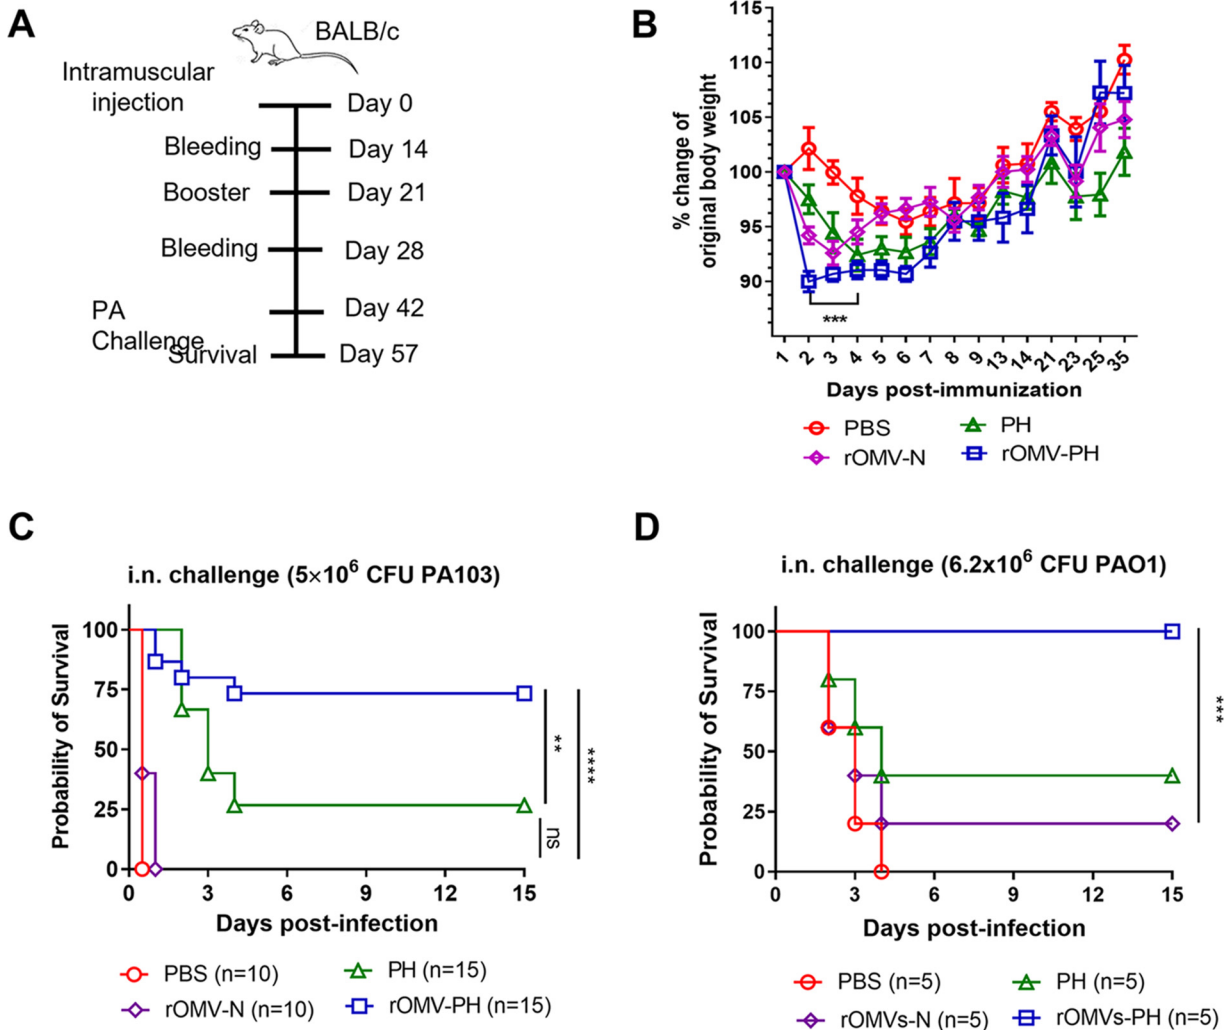 A
BALB/c
Intramuscular
injection
Day 0
Bleeding
Day 14
Booster
Day 21
Bleeding
Day 28
PA
Challenge
Day 42
Survival
Day 57
B
% change of
original body weight
115
110
105
100
95
90
***
1 2 3 4 5 6 7 8 9 13 14 21 23 25 35
Days post-immunization
PBS
PH
rOMV-N
rOMV-PH
C
i.n. challenge (5×10⁶ CFU PA103)
Probability of Survival
100
75
50
25
0
**
****
ns
0 3 6 9 12 15
Days post-infection
PBS (n=10)
PH (n=15)
rOMV-N (n=10)
rOMV-PH (n=15)
D
i.n. challenge (6.2x10⁶ CFU PAO1)
Probability of Survival
100
75
50
25
0
***
0 3 6 9 12 15
Days post-infection
PBS (n=5)
PH (n=5)
rOMVs-N (n=5)
rOMVs-PH (n=5)